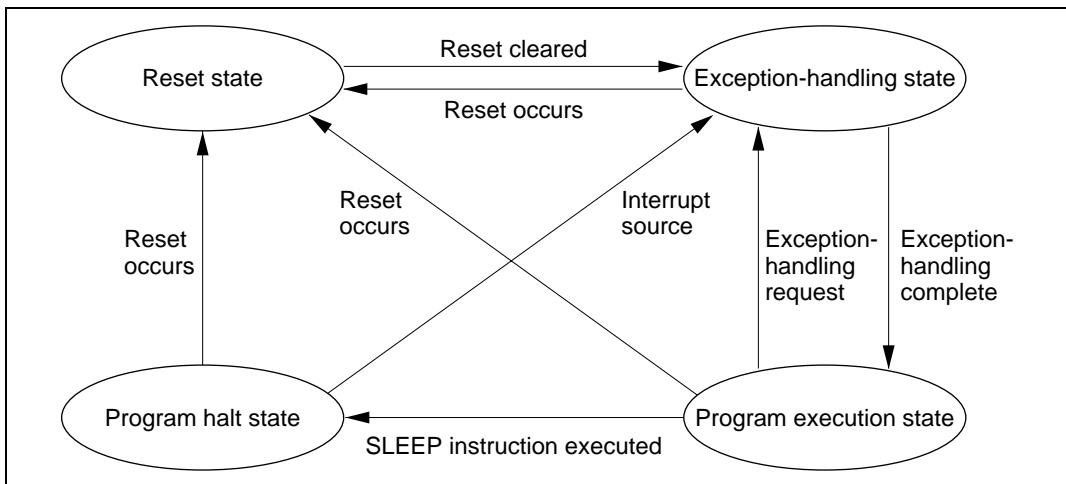 Reset cleared
Reset state
Exception-handling state
Reset occurs
Reset
occurs
Reset
occurs
Interrupt
source
Exception-
handling
request
Exception-
handling
complete
Program halt state
Program execution state
SLEEP instruction executed